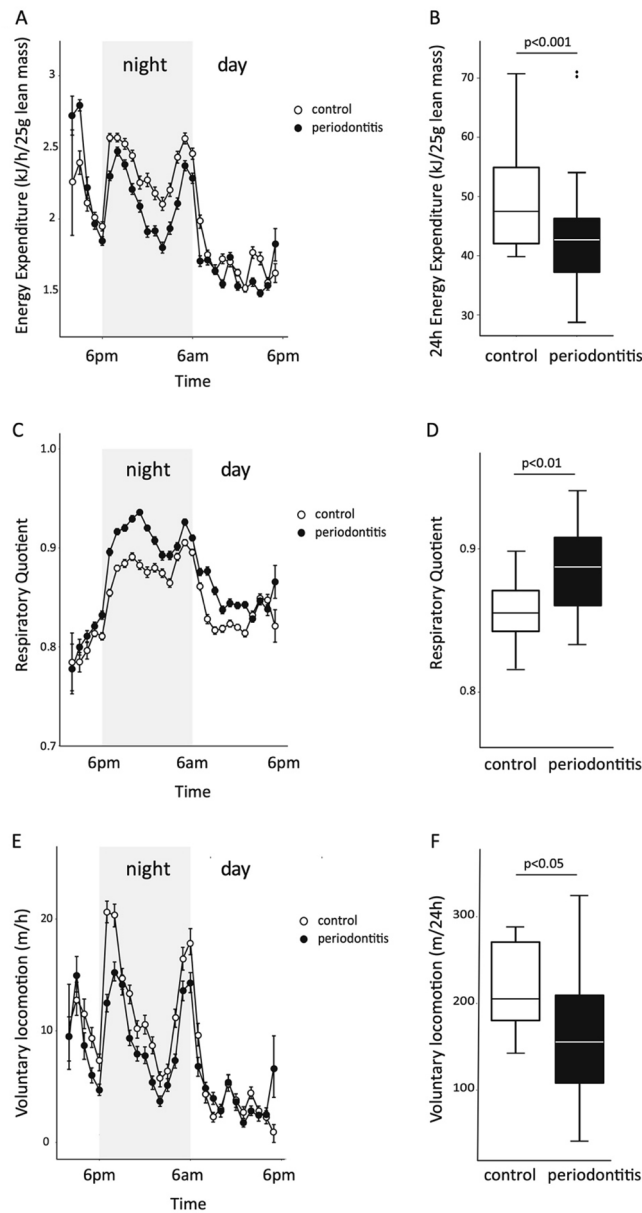 A
Energy Expenditure (kJ/h/25g lean mass)
3
2.5
2
1.5
night
day
control
periodontitis
6pm
6am
6pm
Time
B
24h Energy Expenditure (kJ/25g lean mass)
p<0.001
70
60
50
40
30
control
periodontitis
C
Respiratory Quotient
1.0
0.9
0.8
0.7
night
day
control
periodontitis
6pm
6am
6pm
Time
D
Respiratory Quotient
p<0.01
0.9
0.8
control
periodontitis
E
Voluntary locomotion (m/h)
20
10
0
night
day
control
periodontitis
6pm
6am
6pm
Time
F
Voluntary locomotion (m/24h)
p<0.05
300
200
100
control
periodontitis